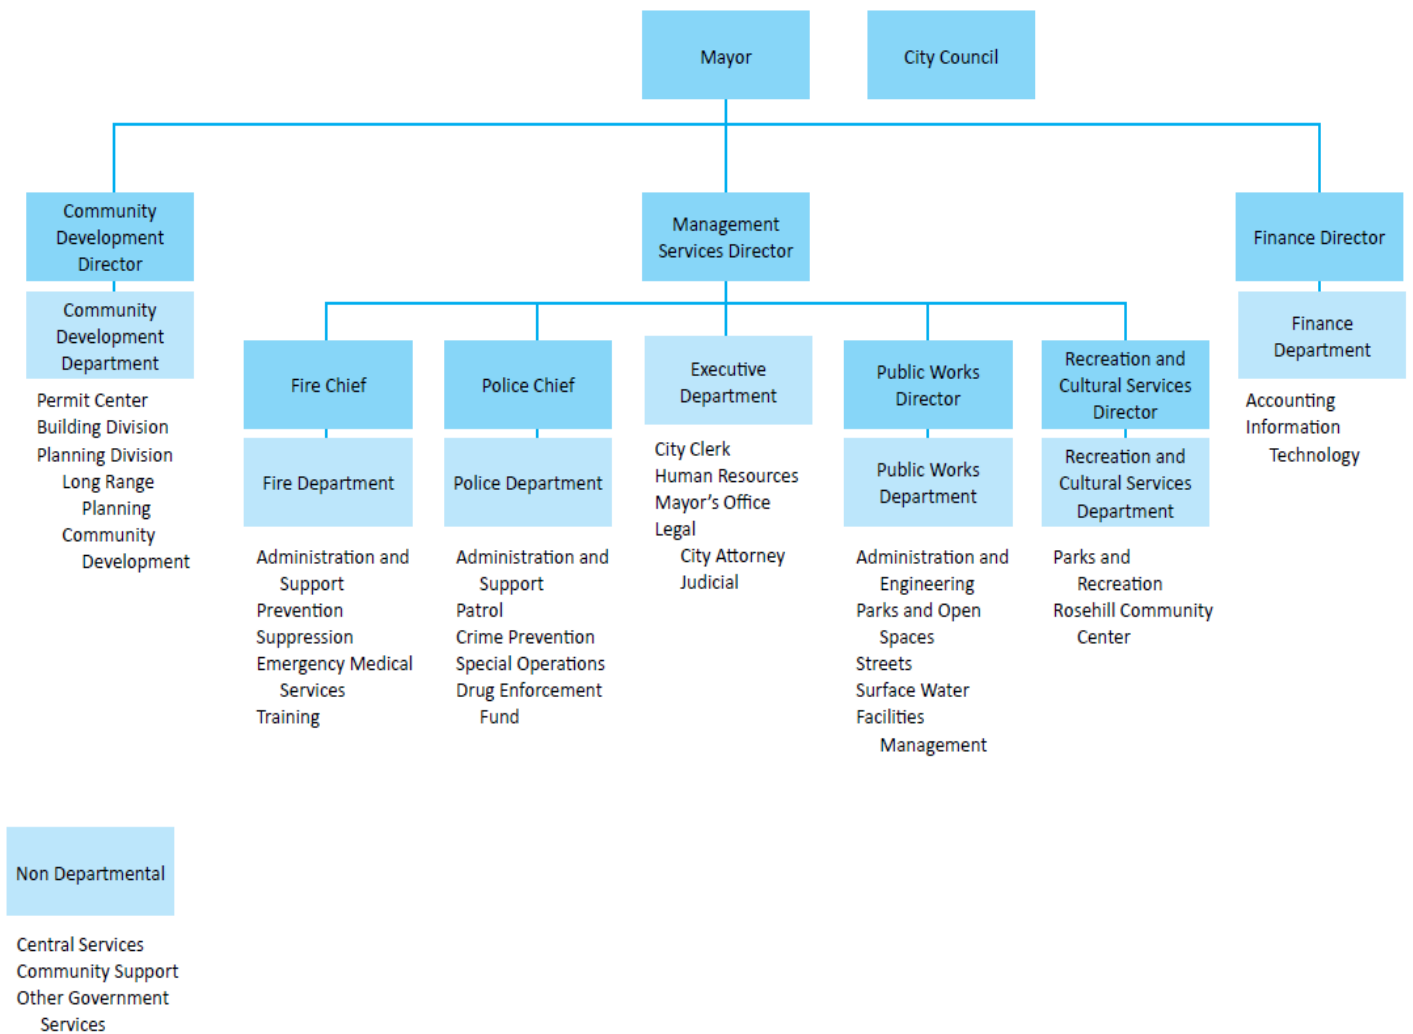 Mayor
City Council
Community
Development
Director
Management
Services Director
Finance Director
Community
Development
Department
Permit Center
Building Division
Planning Division
Long Range
Planning
Community
Development
Fire Chief
Fire Department
Administration and
Support
Prevention
Suppression
Emergency Medical
Services
Training
Police Chief
Police Department
Administration and
Support
Patrol
Crime Prevention
Special Operations
Drug Enforcement
Fund
Executive
Department
City Clerk
Human Resources
Mayor’s Office
Legal
City Attorney
Judicial
Public Works
Director
Public Works
Department
Administration and
Engineering
Parks and Open
Spaces
Streets
Surface Water
Facilities
Management
Recreation and
Cultural Services
Director
Recreation and
Cultural Services
Department
Parks and
Recreation
Rosehill Community
Center
Finance
Department
Accounting
Information
Technology
Non Departmental
Central Services
Community Support
Other Government
Services